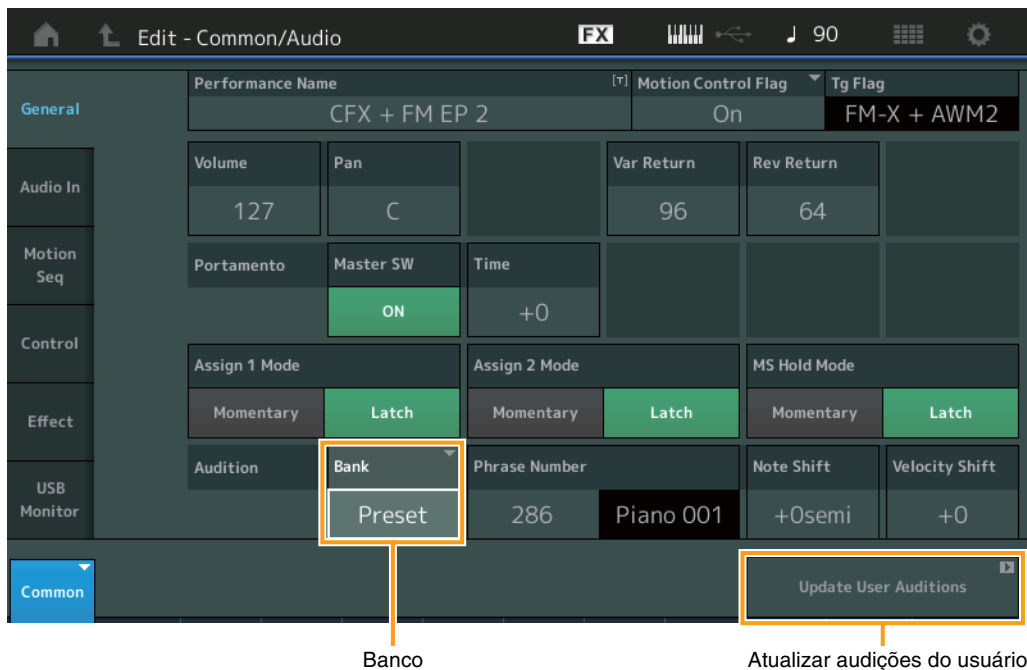 Edit - Common/Audio FX 90
General
Performance Name [T] Motion Control Flag Tg Flag
CFX + FM EP 2 On FM-X + AWM2
Audio In
Volume Pan Var Return Rev Return
127 C 96 64
Motion
Seq
Portamento Master SW Time
ON +0
Control
Assign 1 Mode Assign 2 Mode MS Hold Mode
Momentary Latch Momentary Latch Momentary Latch
Effect
Audition Bank Phrase Number Note Shift Velocity Shift
Preset 286 Piano 001 +0semi +0
USB
Monitor
Common Update User Auditions
Banco Atualizar audições do usuário